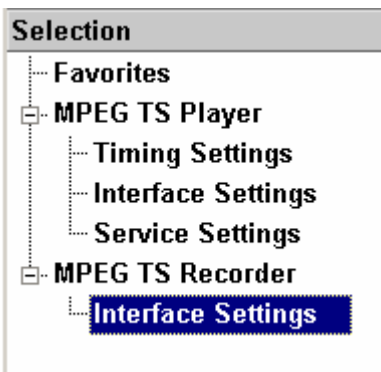 Selection
Favorites
MPEG TS Player
Timing Settings
Interface Settings
Service Settings
MPEG TS Recorder
Interface Settings